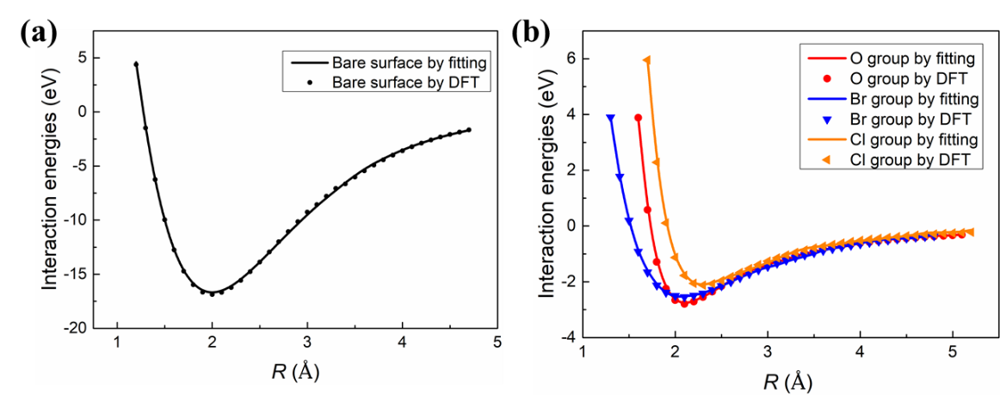 (a)
Interaction energies (eV)
5
0
-5
-10
-15
-20
Bare surface by fitting
Bare surface by DFT
1 2 3 4 5
R (Å)
(b)
Interaction energies (eV)
6
4
2
0
-2
-4
O group by fitting
O group by DFT
Br group by fitting
Br group by DFT
Cl group by fitting
Cl group by DFT
1 2 3 4 5
R (Å)